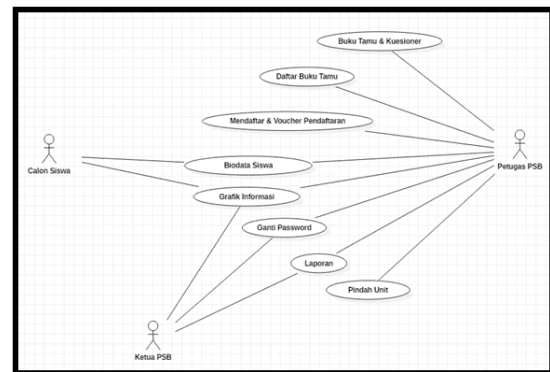 Buku Tamu & Kuesioner
Daftar Buku Tamu
Mendaftar & Voucher Pendaftaran
Biodata Siswa
Calon Siswa
Petugas PSB
Grafik Informasi
Ganti Password
Laporan
Pindah Unit
Ketua PSB